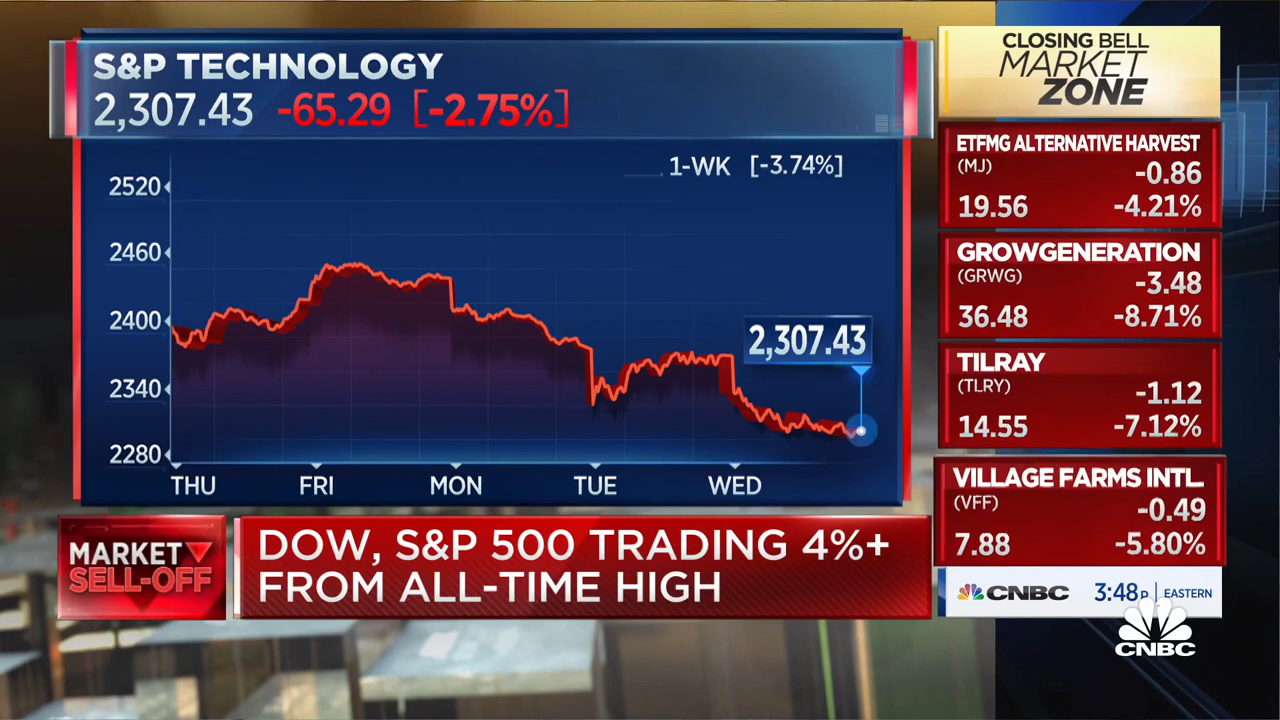 S&P TECHNOLOGY
2,307.43 -65.29 [-2.75%]
1-WK [-3.74%]
2520
2460
2400
2340
2280
2,307.43
THU FRI MON TUE WED
MARKET
SELL-OFF
DOW, S&P 500 TRADING 4%+
FROM ALL-TIME HIGH
CLOSING BELL
MARKET
ZONE
ETFMG ALTERNATIVE HARVEST
(MJ) -0.86
19.56 -4.21%
GROWGENERATION
(GRWG) -3.48
36.48 -8.71%
TILRAY
(TLRY) -1.12
14.55 -7.12%
VILLAGE FARMS INTL.
(VFF) -0.49
7.88 -5.80%
CNBC 3:48P EASTERN
CNBC